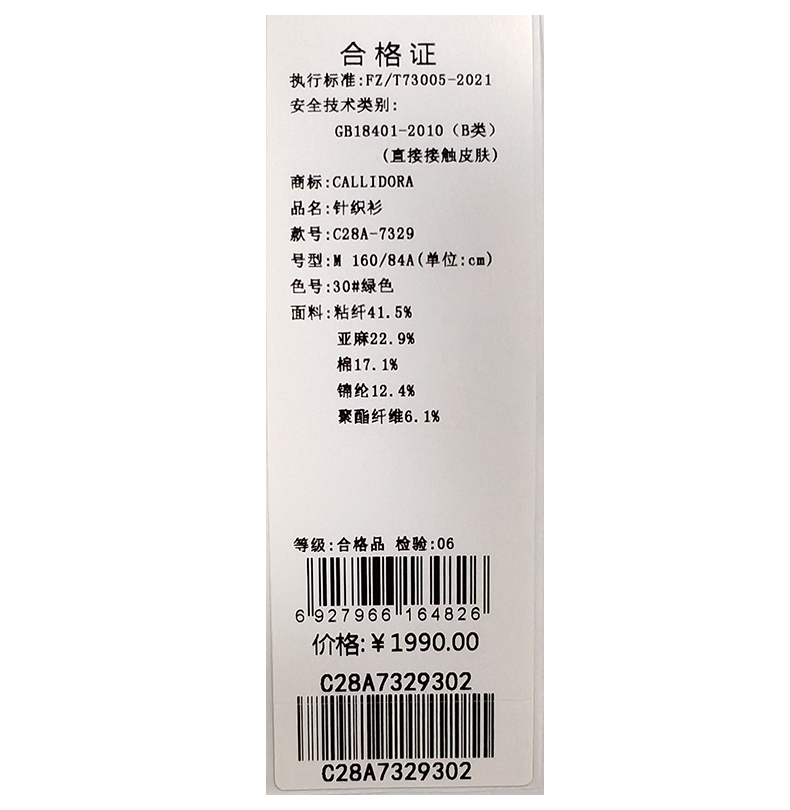 合格证
执行标准:FZ/T73005-2021
安全技术类别:
GB18401-2010（B类）
(直接接触皮肤)
商标:CALLIDORA
品名:针织衫
款号:C28A-7329
号型:M 160/84A(单位:cm)
色号:30#绿色
面料:粘纤41.5%
亚麻22.9%
棉17.1%
锦纶12.4%
聚酯纤维6.1%
等级:合格品 检验:06
6 927966 164826
价格:¥1990.00
C28A7329302
C28A7329302